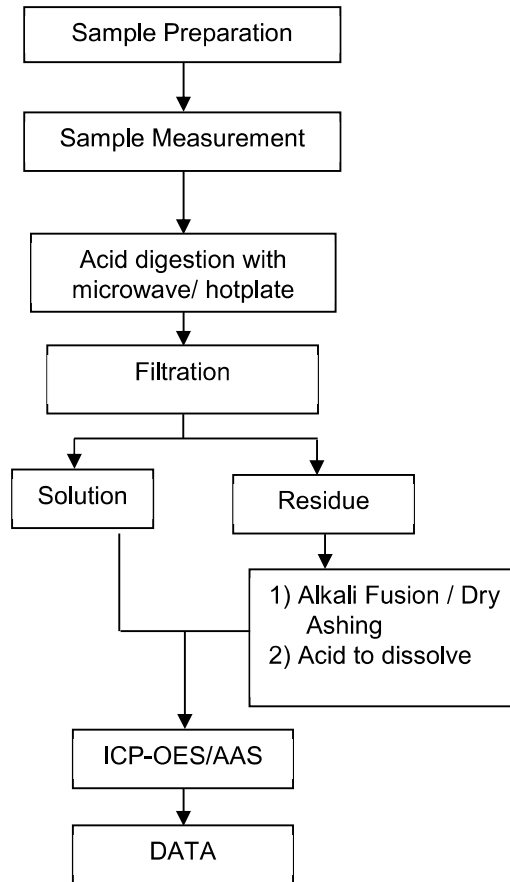 Sample Preparation
Sample Measurement
Acid digestion with
microwave/ hotplate
Filtration
Solution
Residue
1) Alkali Fusion / Dry
Ashing
2) Acid to dissolve
ICP-OES/AAS
DATA